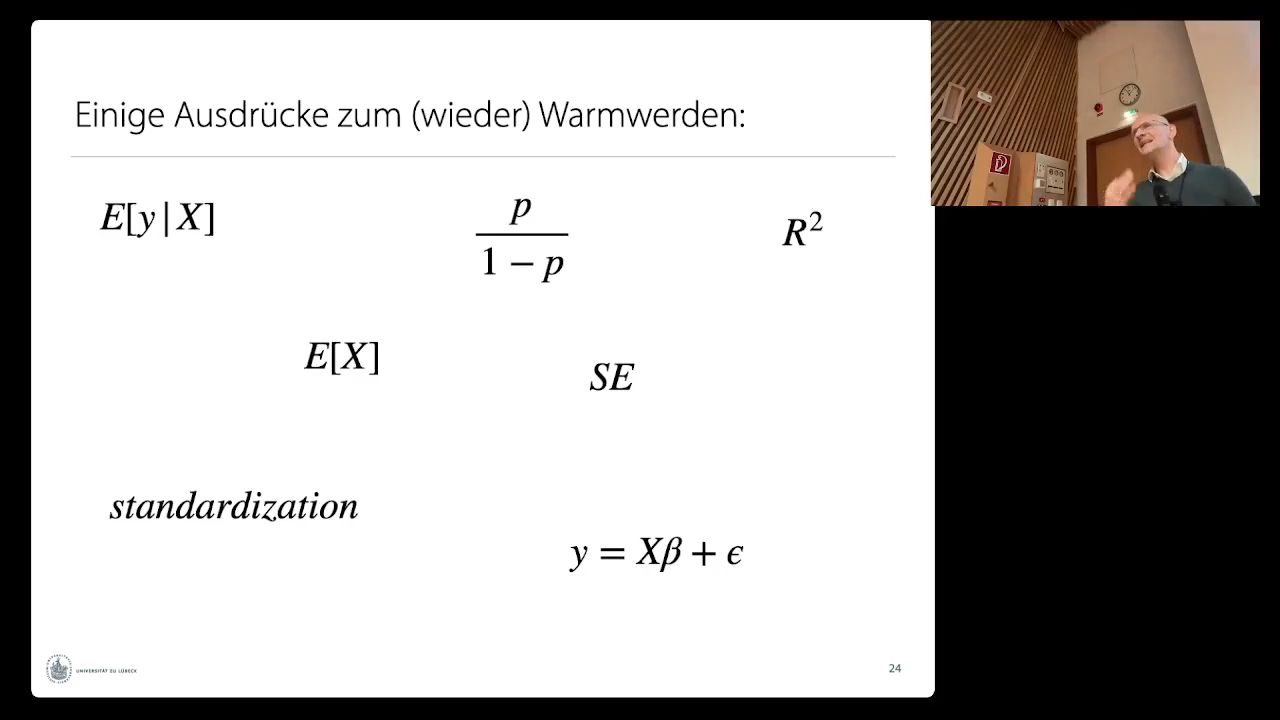 Einige Ausdrücke zum (wieder) Warmwerden:
E[y|X]
p
1 − p
R²
E[X]
SE
standardization
y = Xβ + ϵ
UNIVERSITÄT ZU LÜBECK
24